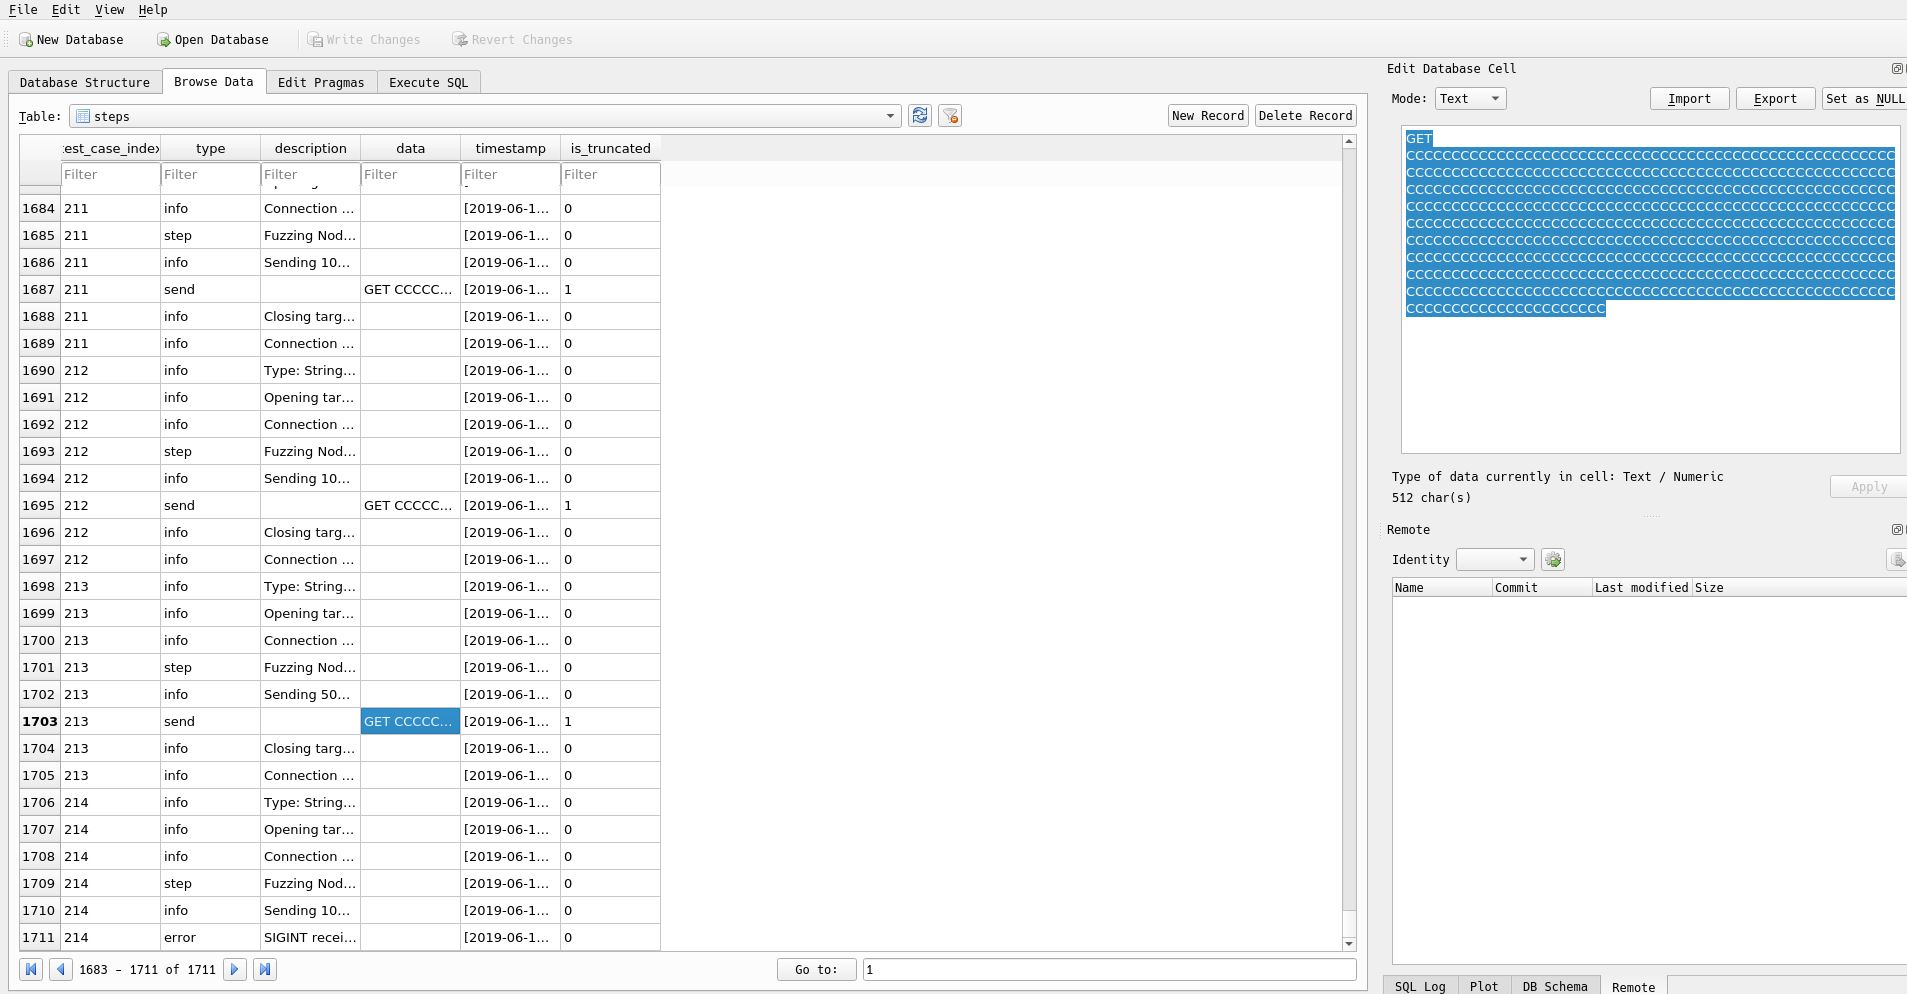 File Edit View Help
New Database Open Database Write Changes Revert Changes
Database Structure Browse Data Edit Pragmas Execute SQL
Table: steps New Record Delete Record
est_case_index type description data timestamp is_truncated
Filter Filter Filter Filter Filter Filter
1684 211 info Connection ... [2019-06-1... 0
1685 211 step Fuzzing Nod... [2019-06-1... 0
1686 211 info Sending 10... [2019-06-1... 0
1687 211 send GET CCCCC... [2019-06-1... 1
1688 211 info Closing targ... [2019-06-1... 0
1689 211 info Connection ... [2019-06-1... 0
1690 212 info Type: String... [2019-06-1... 0
1691 212 info Opening tar... [2019-06-1... 0
1692 212 info Connection ... [2019-06-1... 0
1693 212 step Fuzzing Nod... [2019-06-1... 0
1694 212 info Sending 10... [2019-06-1... 0
1695 212 send GET CCCCC... [2019-06-1... 1
1696 212 info Closing targ... [2019-06-1... 0
1697 212 info Connection ... [2019-06-1... 0
1698 213 info Type: String... [2019-06-1... 0
1699 213 info Opening tar... [2019-06-1... 0
1700 213 info Connection ... [2019-06-1... 0
1701 213 step Fuzzing Nod... [2019-06-1... 0
1702 213 info Sending 50... [2019-06-1... 0
1703 213 send GET CCCCC... [2019-06-1... 1
1704 213 info Closing targ... [2019-06-1... 0
1705 213 info Connection ... [2019-06-1... 0
1706 214 info Type: String... [2019-06-1... 0
1707 214 info Opening tar... [2019-06-1... 0
1708 214 info Connection ... [2019-06-1... 0
1709 214 step Fuzzing Nod... [2019-06-1... 0
1710 214 info Sending 10... [2019-06-1... 0
1711 214 error SIGINT recei... [2019-06-1... 0
1683 - 1711 of 1711 Go to: 1
Edit Database Cell
Mode: Text Import Export Set as NULL
GET
CCCCCCCCCCCCCCCCCCCCCCCCCCCCCCCCCCCCCCCCCCCCCCCCCCCCCC
CCCCCCCCCCCCCCCCCCCCCCCCCCCCCCCCCCCCCCCCCCCCCCCCCCCCCC
CCCCCCCCCCCCCCCCCCCCCCCCCCCCCCCCCCCCCCCCCCCCCCCCCCCCCC
CCCCCCCCCCCCCCCCCCCCCCCCCCCCCCCCCCCCCCCCCCCCCCCCCCCCCC
CCCCCCCCCCCCCCCCCCCCCCCCCCCCCCCCCCCCCCCCCCCCCCCCCCCCCC
CCCCCCCCCCCCCCCCCCCCCCCCCCCCCCCCCCCCCCCCCCCCCCCCCCCCCC
CCCCCCCCCCCCCCCCCCCCCCCCCCCCCCCCCCCCCCCCCCCCCCCCCCCCCC
CCCCCCCCCCCCCCCCCCCCCCCCCCCCCCCCCCCCCCCCCCCCCCCCCCCCCC
CCCCCCCCCCCCCCCCCCCCCCCCCCCCCCCCCCCCCCCCCCCCCCCCCCCCCC
CCCCCCCCCCCCCCCCCCCCCC
Type of data currently in cell: Text / Numeric
512 char(s) Apply
Remote
Identity
Name Commit Last modified Size
SQL Log Plot DB Schema Remote